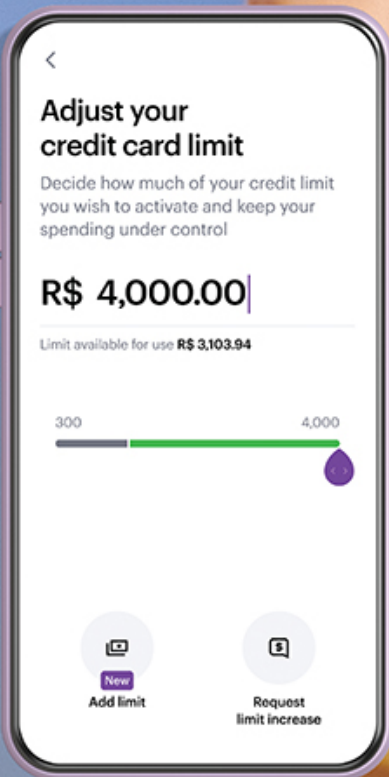 Adjust your
credit card limit
Decide how much of your credit limit
you wish to activate and keep your
spending under control
R$ 4,000.00
Limit available for use R$ 3,103.94
300 4,000
New
Add limit
Request
limit increase